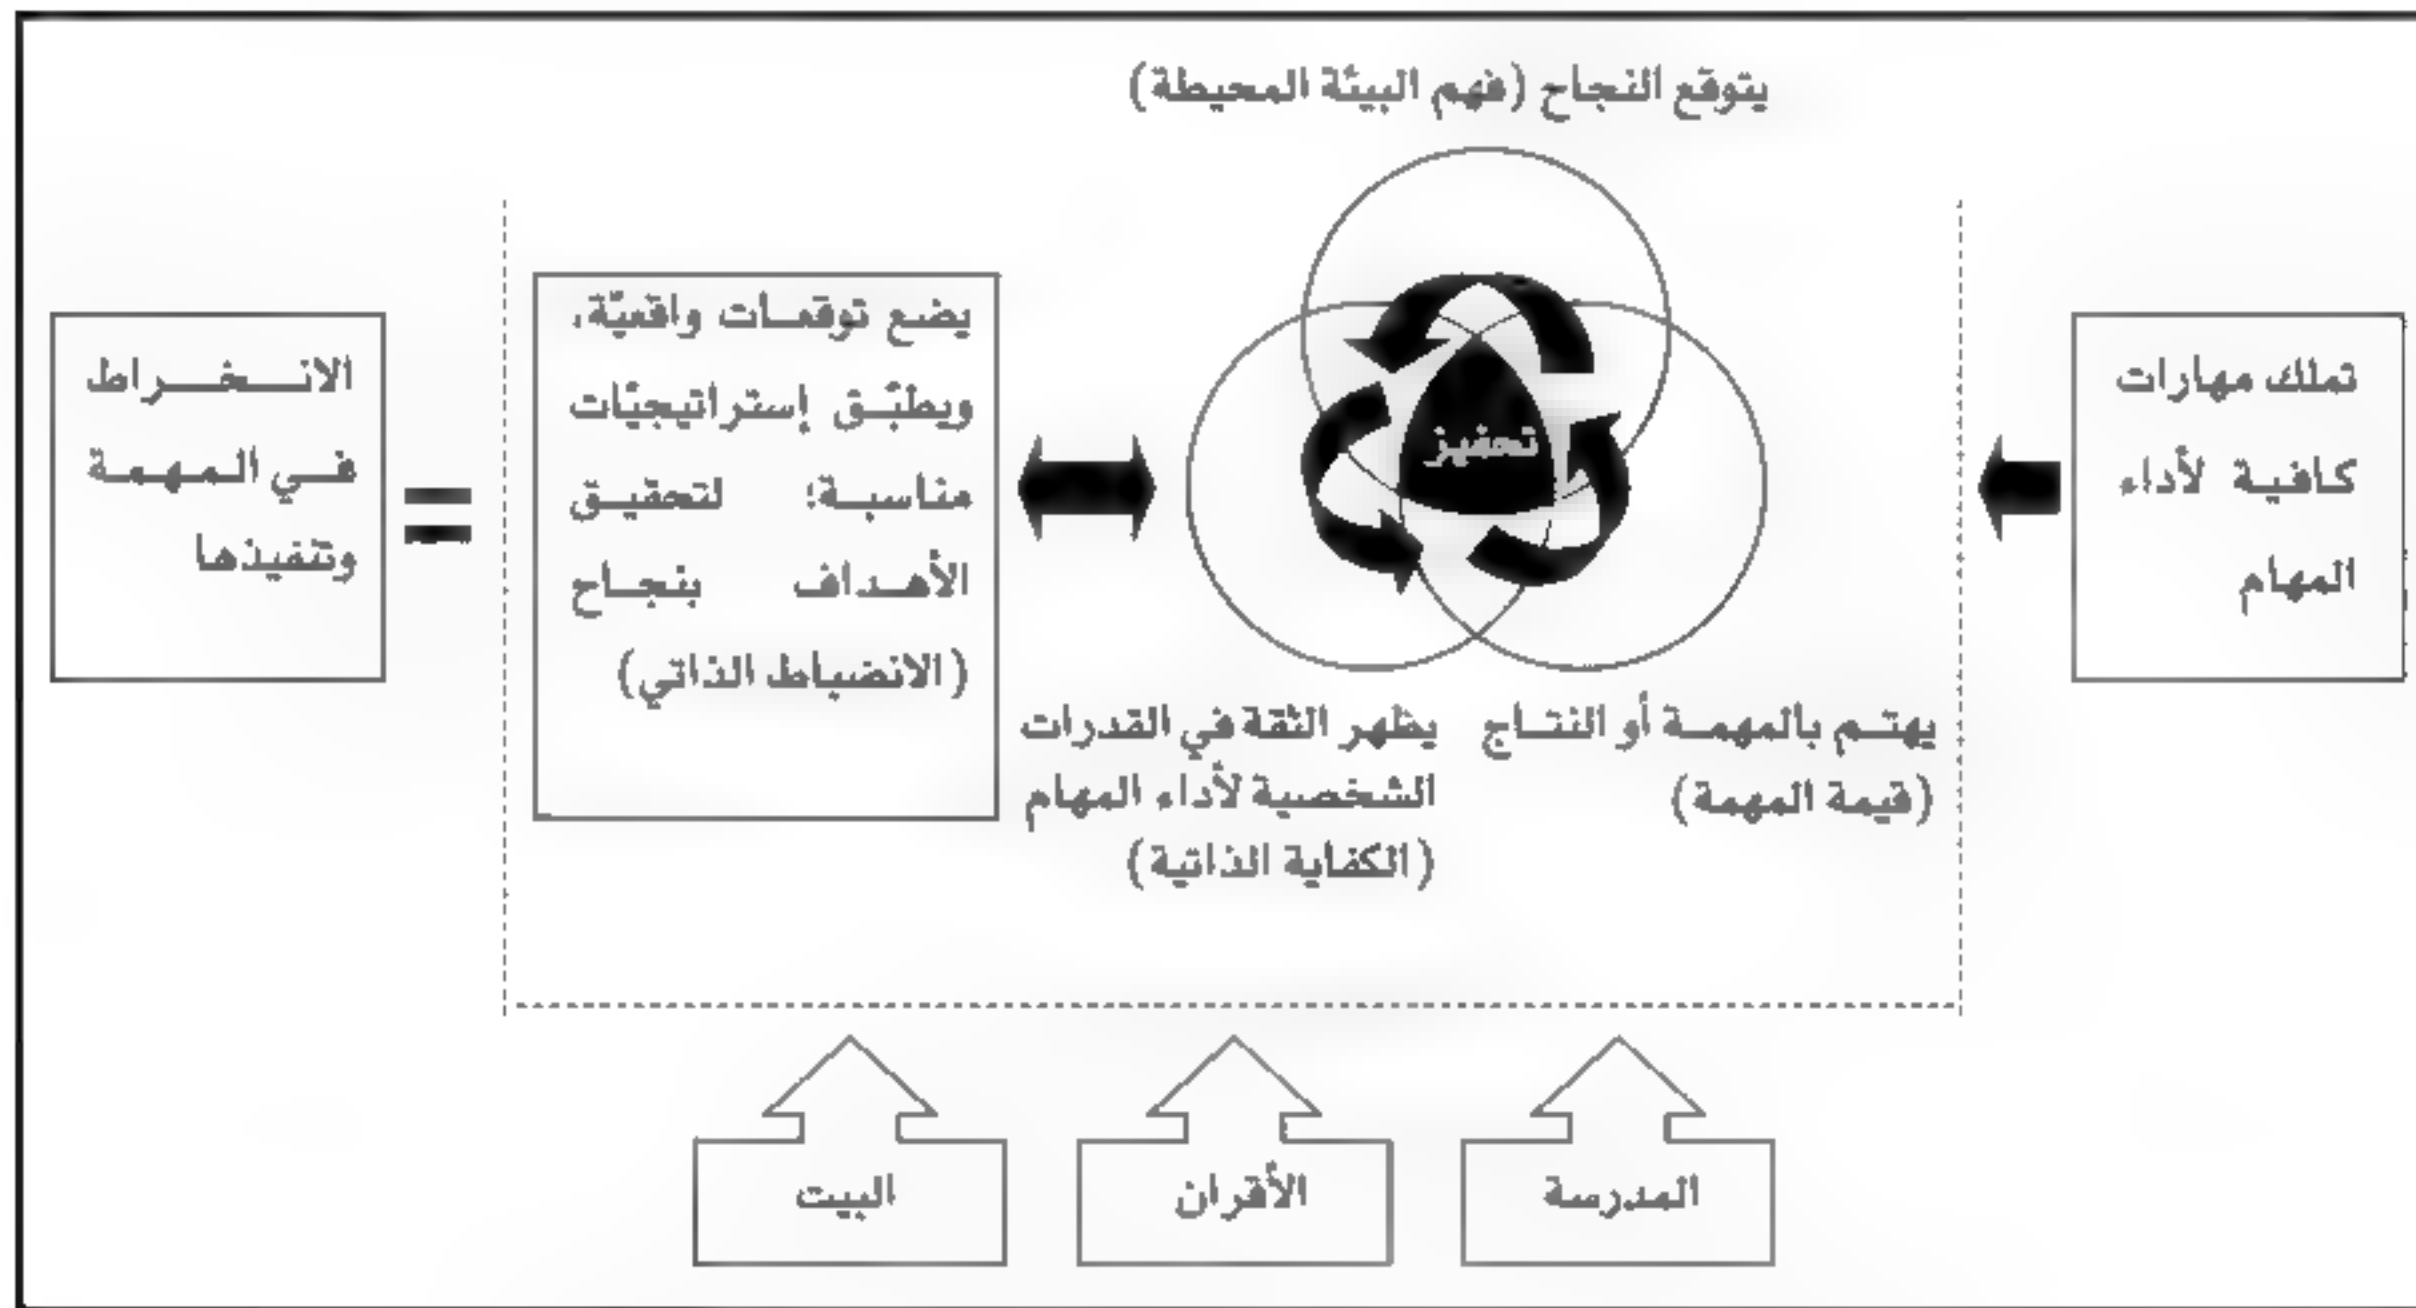 يتوقع النجاح (فهم البيئة المحيطة)
تملك مهارات
كافية لأداء
المهام
تحفيز
يهتم بالمهمة أو النتاج
(قيمة المهمة)
يظهر الثقة في القدرات
الشخصية لأداء المهام
(الكفاية الذاتية)
يضع توقعات واقعيّة،
ويطبّق إستراتيجيّات
مناسبة؛ لتحقيق
الأهداف بنجاح
(الانضباط الذاتي)
=
الانخراط
في المهمة
وتنفيذها
المدرسة
الأقران
البيت